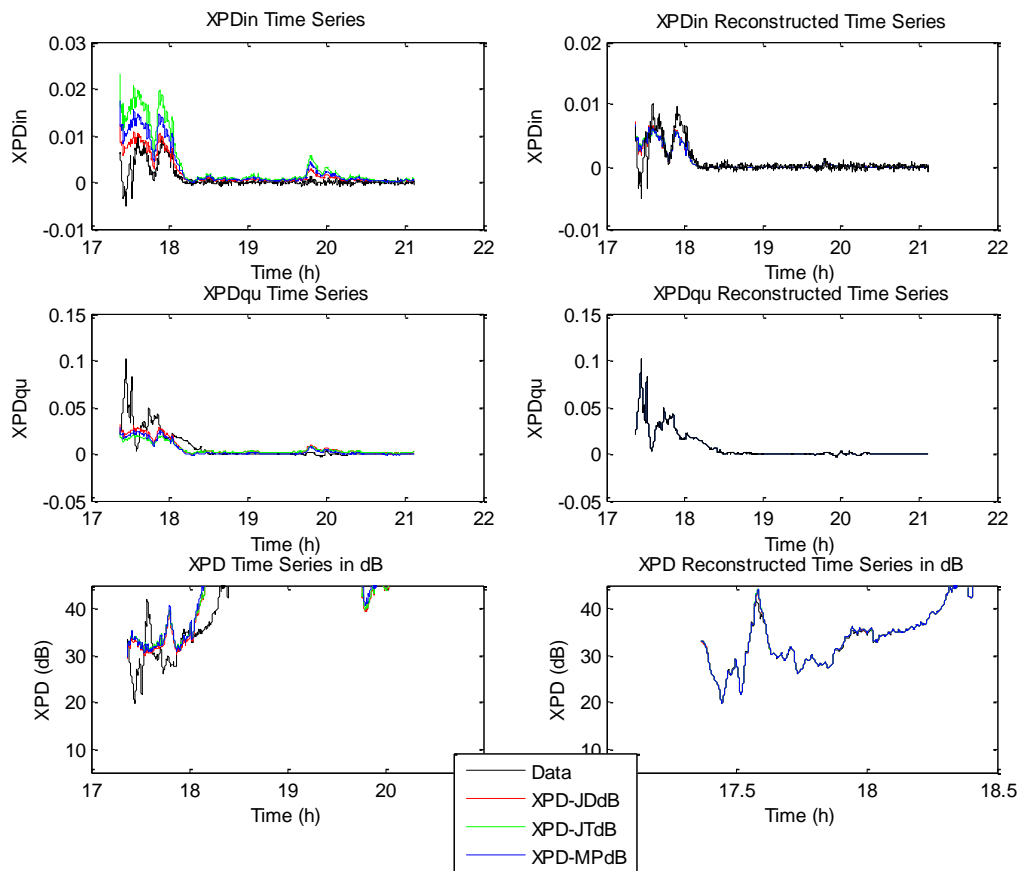 XPDin Time Series
XPDin Reconstructed Time Series
0.03
0.02
0.01
0
-0.01
XPDin
17 18 19 20 21 22
Time (h)
0.02
0.01
0
-0.01
XPDin
17 18 19 20 21 22
Time (h)
XPDqu Time Series
XPDqu Reconstructed Time Series
0.15
0.1
0.05
0
-0.05
XPDqu
17 18 19 20 21 22
Time (h)
0.15
0.1
0.05
0
-0.05
XPDqu
17 18 19 20 21 22
Time (h)
XPD Time Series in dB
XPD Reconstructed Time Series in dB
40
30
20
10
XPD (dB)
17 18 19 20
Time (h)
40
30
20
10
XPD (dB)
17.5 18 18.5
Time (h)
Data
XPD-JDdB
XPD-JTdB
XPD-MPdB